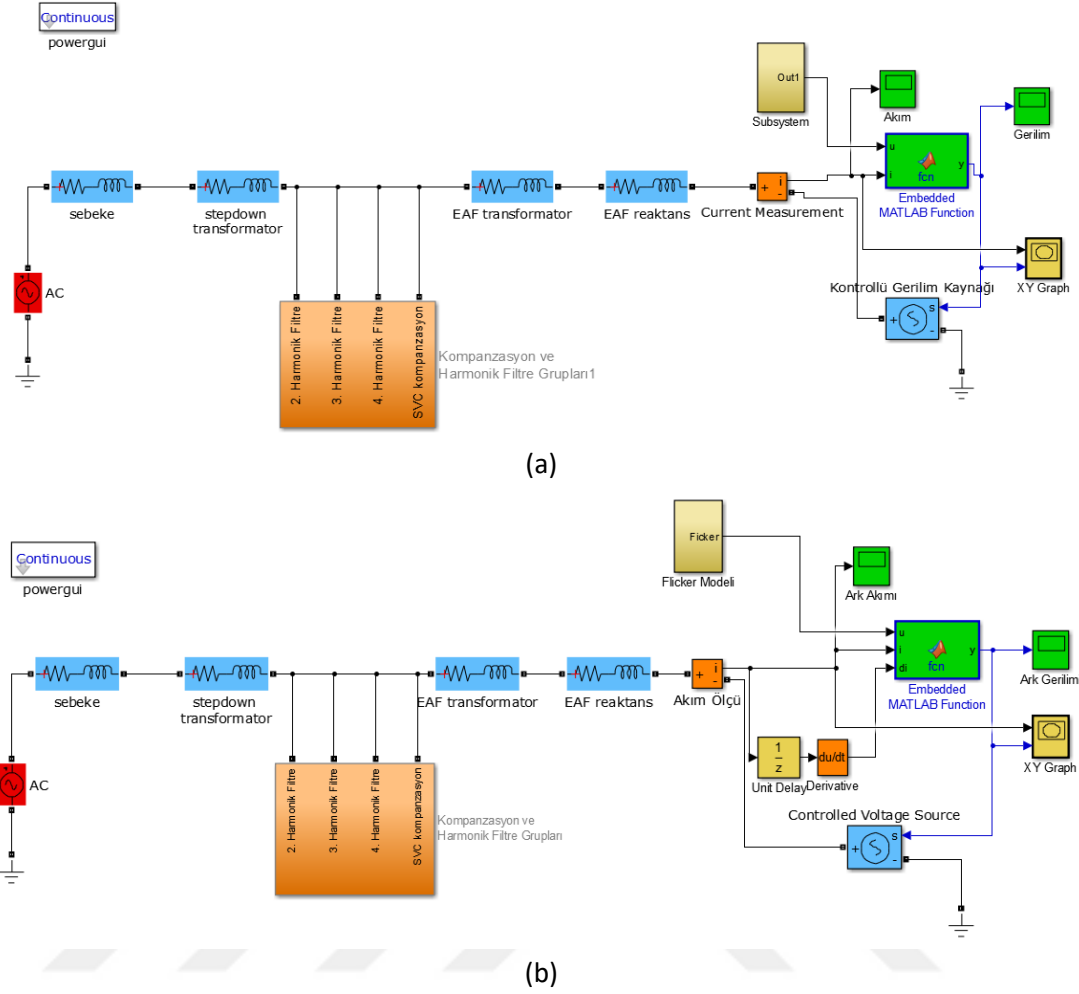 Continuous
powergui
Out1
Subsystem
Akım
Gerilim
u
i
y
fcn
Embedded
MATLAB Function
sebeke
stepdown
transformator
EAF transformator
EAF reaktans
+
i
-
Current Measurement
AC
2. Harmonik Filtre
3. Harmonik Filtre
4. Harmonik Filtre
SVC kompanzasyon
Kompanzasyon ve
Harmonik Filtre Grupları1
Kontrollü Gerilim Kaynağı
+
s
-
XY Graph
(a)
Continuous
powergui
Ficker
Flicker Modeli
Ark Akımı
u
i
di
y
fcn
Embedded
MATLAB Function
Ark Gerilim
sebeke
stepdown
transformator
EAF transformator
EAF reaktans
+
i
-
Akım Ölçü
AC
2. Harmonik Filtre
3. Harmonik Filtre
4. Harmonik Filtre
SVC kompanzasyon
Kompanzasyon ve
Harmonik Filtre Grupları
1
z
Unit Delay
du/dt
Derivative
XY Graph
Controlled Voltage Source
+
s
-
(b)